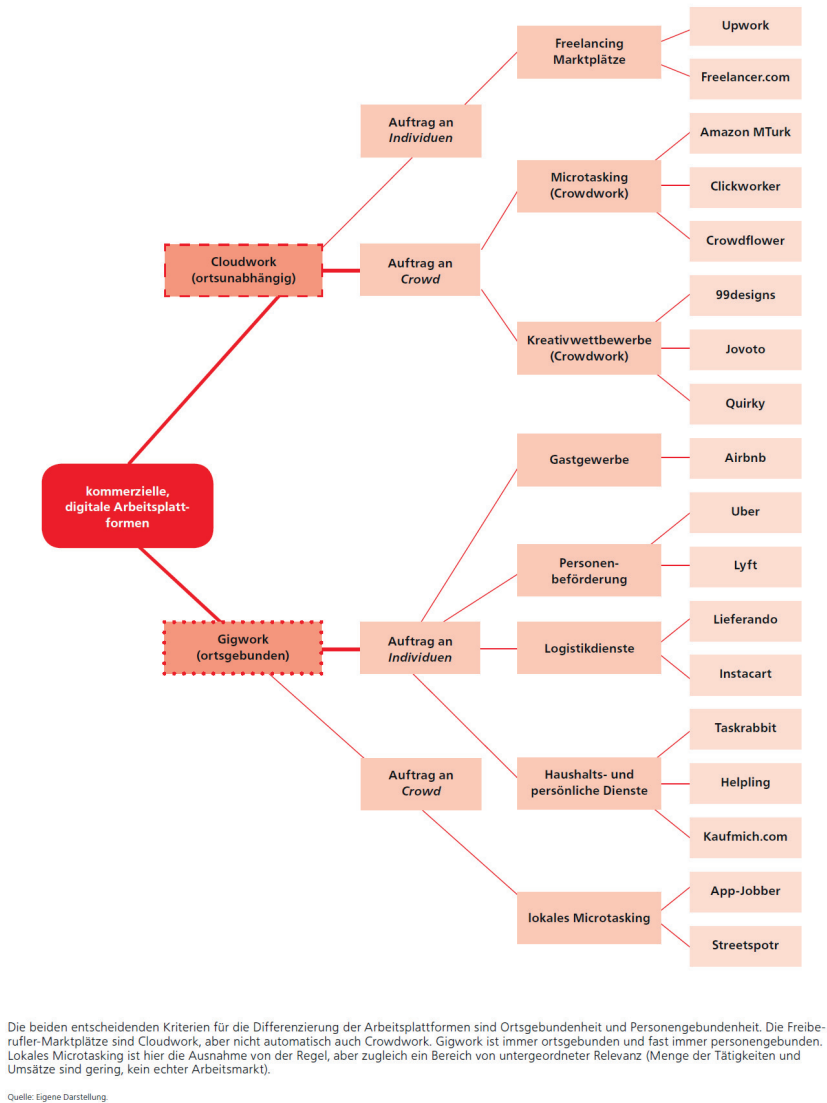 Freelancing
Marktplätze
Upwork
Freelancer.com
Auftrag an
Individuen
Microtasking
(Crowdwork)
Amazon MTurk
Clickworker
Crowdflower
Cloudwork
(ortsunabhängig)
Auftrag an
Crowd
Kreativwettbewerbe
(Crowdwork)
99designs
Jovoto
Quirky
kommerzielle,
digitale Arbeitsplatt-
formen
Gastgewerbe
Airbnb
Personen-
beförderung
Uber
Lyft
Gigwork
(ortsgebunden)
Auftrag an
Individuen
Logistikdienste
Lieferando
Instacart
Haushalts- und
persönliche Dienste
Taskrabbit
Helpling
Kaufmich.com
Auftrag an
Crowd
lokales Microtasking
App-Jobber
Streetspotr
Die beiden entscheidenden Kriterien für die Differenzierung der Arbeitsplattformen sind Ortsgebundenheit und Personengebundenheit. Die Freibe-
rufler-Marktplätze sind Cloudwork, aber nicht automatisch auch Crowdwork. Gigwork ist immer ortsgebunden und fast immer personengebunden.
Lokales Microtasking ist hier die Ausnahme von der Regel, aber zugleich ein Bereich von untergeordneter Relevanz (Menge der Tätigkeiten und
Umsätze sind gering, kein echter Arbeitsmarkt).
Quelle: Eigene Darstellung.